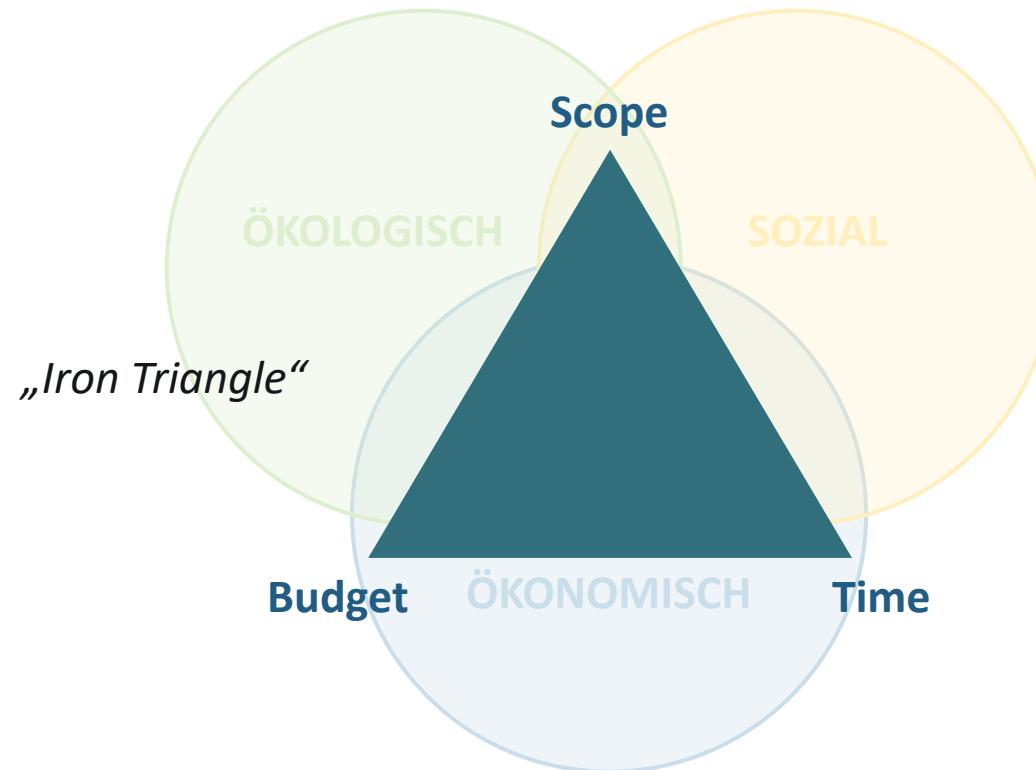 Scope
ÖKOLOGISCH
SOZIAL
„Iron Triangle“
Budget
ÖKONOMISCH
Time